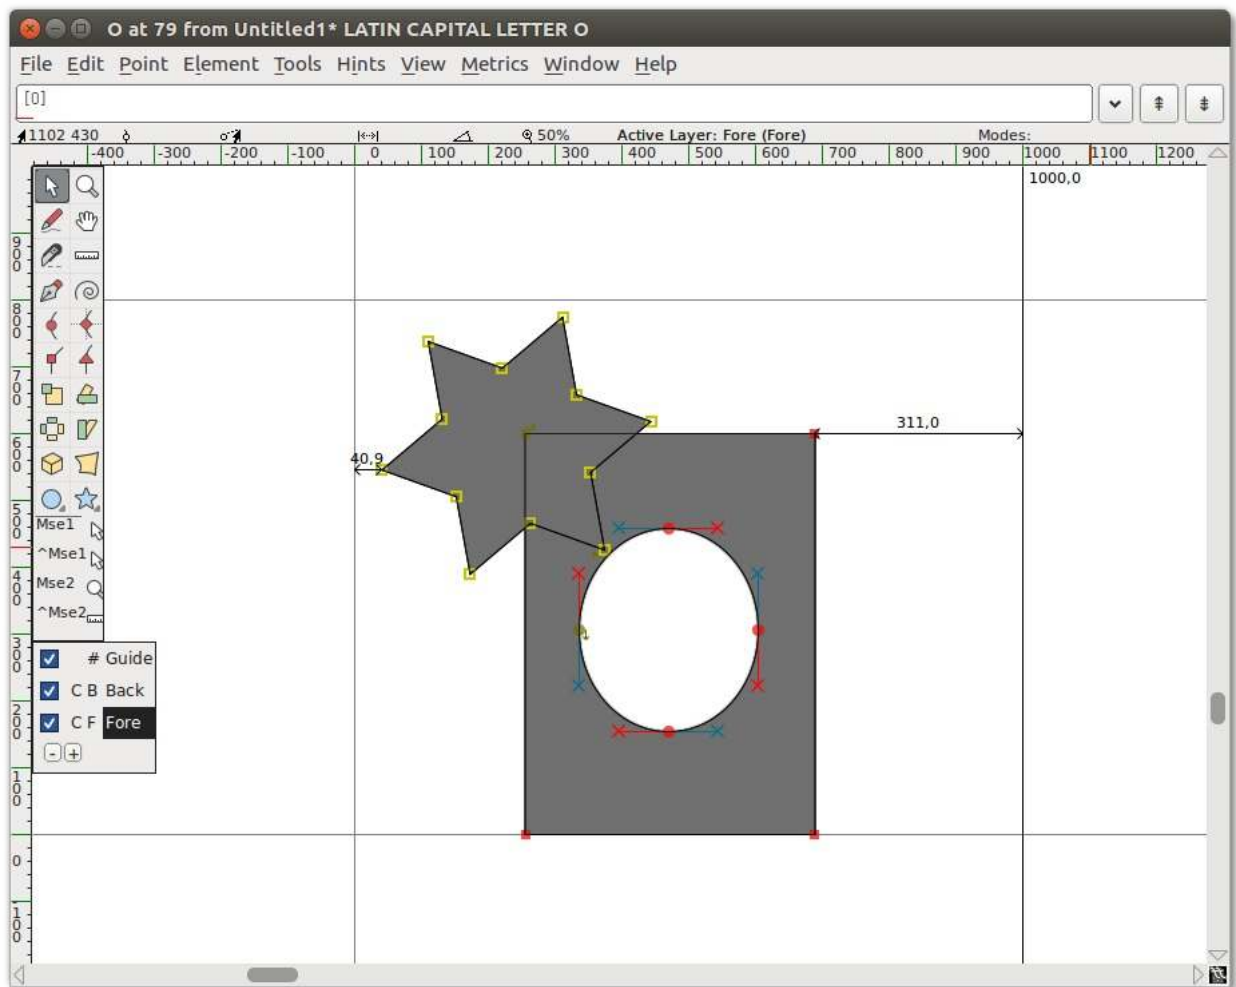 O at 79 from Untitled1* LATIN CAPITAL LETTER O
File Edit Point Element Tools Hints View Metrics Window Help
[0]
1102 430 50% Active Layer: Fore (Fore) Modes:
-400 -300 -200 -100 0 100 200 300 400 500 600 700 800 900 1000 1100 1200
1000,0
900
800
700
311,0
600
40,9
500
Mse1
^Mse1
Mse2
400
^Mse2
300
# Guide
C B Back
200
C F Fore
- +
100
0
-100